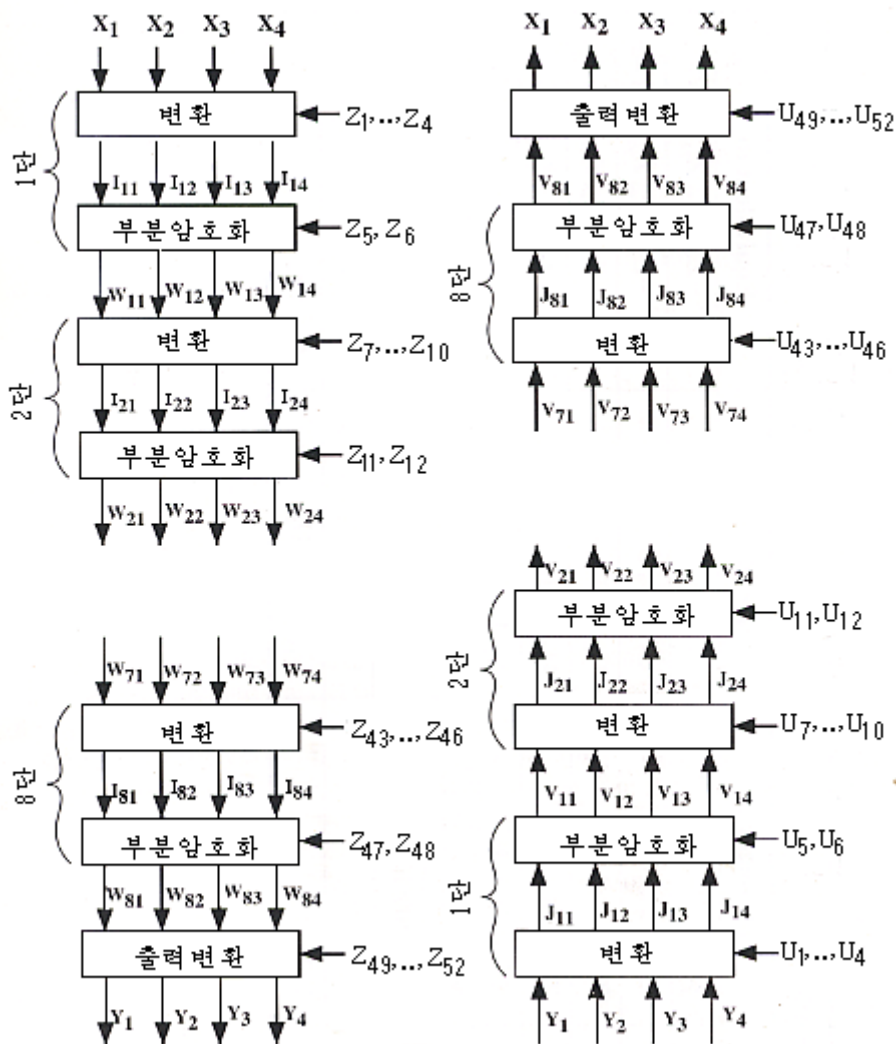 X1 X2 X3 X4
1단
변환
Z1,..,Z4
I11 I12 I13 I14
부분암호화
Z5, Z6
W11 W12 W13 W14
2단
변환
Z7,..,Z10
I21 I22 I23 I24
부분암호화
Z11, Z12
W21 W22 W23 W24
W71 W72 W73 W74
8단
변환
Z43,..,Z46
I81 I82 I83 I84
부분암호화
Z47, Z48
W81 W82 W83 W84
출력변환
Z49,..,Z52
Y1 Y2 Y3 Y4
X1 X2 X3 X4
출력변환
U49,..,U52
V81 V82 V83 V84
8단
부분암호화
U47, U48
J81 J82 J83 J84
변환
U43,..,U46
V71 V72 V73 V74
V21 V22 V23 V24
2단
부분암호화
U11, U12
J21 J22 J23 J24
변환
U7,..,U10
V11 V12 V13 V14
1단
부분암호화
U5, U6
J11 J12 J13 J14
변환
U1,..,U4
Y1 Y2 Y3 Y4